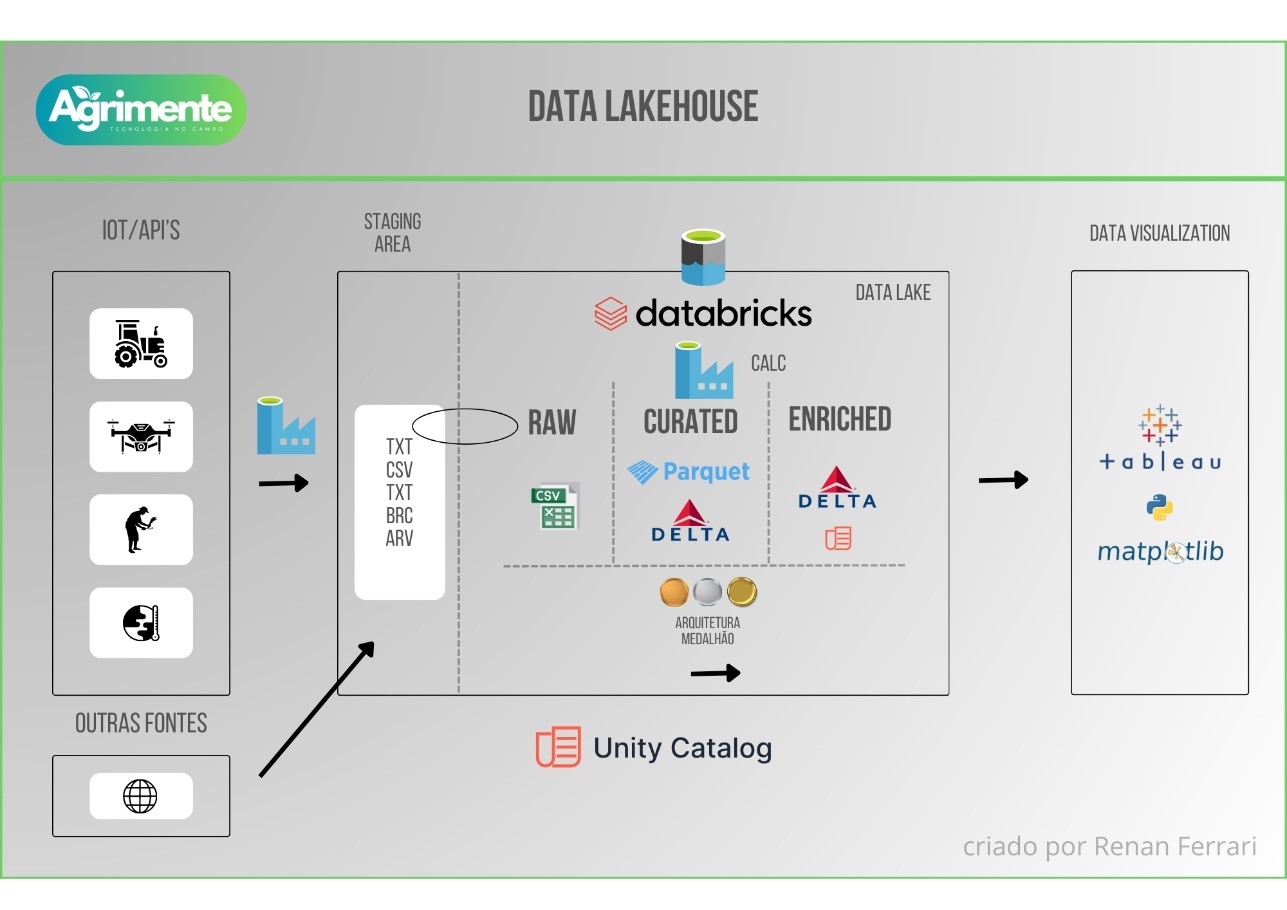 Agrimente
TECNOLOGIA NO CAMPO
DATA LAKEHOUSE
IOT/API'S
STAGING
AREA
DATA VISUALIZATION
DATA LAKE
databricks
CALC
RAW
CURATED
ENRICHED
TXT
CSV
TXT
BRC
ARV
CSV
Parquet
DELTA
DELTA
+ableau
matplotlib
ARQUITETURA
MEDALHÃO
OUTRAS FONTES
Unity Catalog
criado por Renan Ferrari